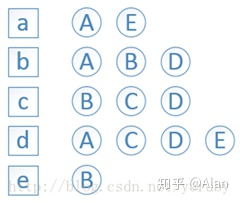 a A E
b A B D
c B C D
d A C D E
e B
知乎 @Alan